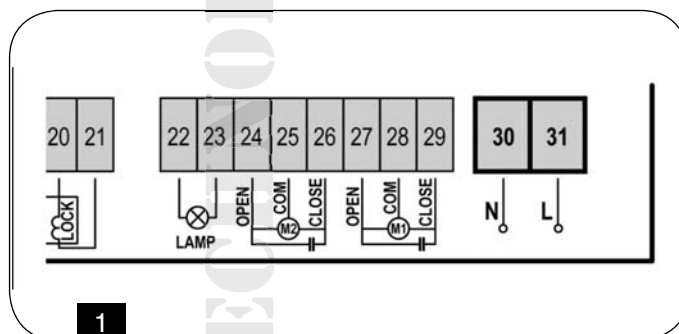 20 21 22 23 24 25 26 27 28 29 30 31
LOCK
LAMP
OPEN COM CLOSE OPEN COM CLOSE
M2 M1
N L
1
ECHNO